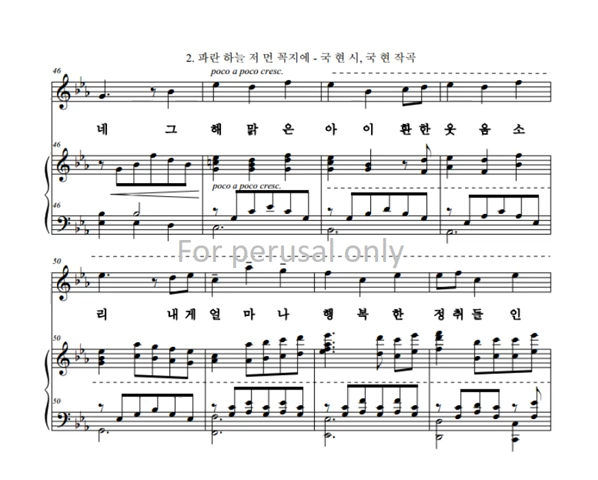 2. 파란 하늘 저 먼 꼭지에 - 국 현 시, 국 현 작곡
46
poco a poco cresc.
네 그 해 맑 은 아 이 환한 웃 음 소
46
poco a poco cresc.
46
For perusal only
50
리 내게 얼 마 나 행 복 한 정 취들 인
50
50